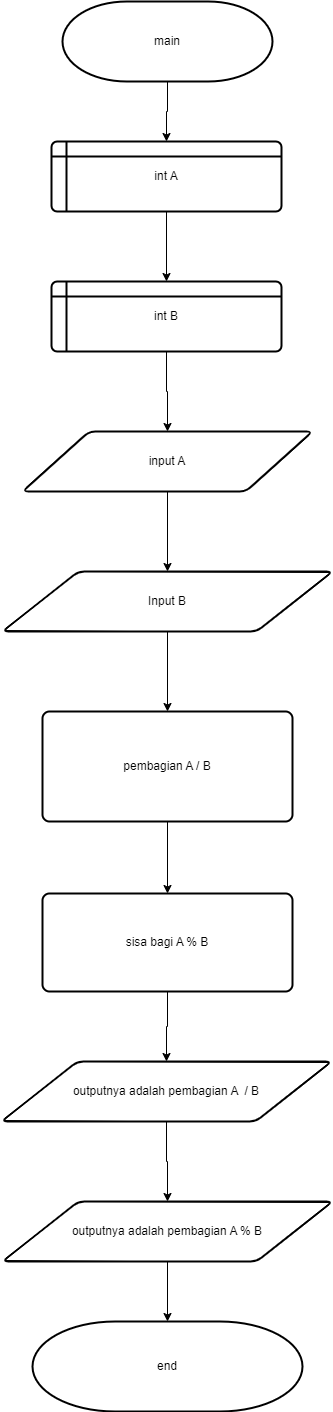 main
int A
int B
input A
Input B
pembagian A / B
sisa bagi A % B
outputnya adalah pembagian A / B
outputnya adalah pembagian A % B
end